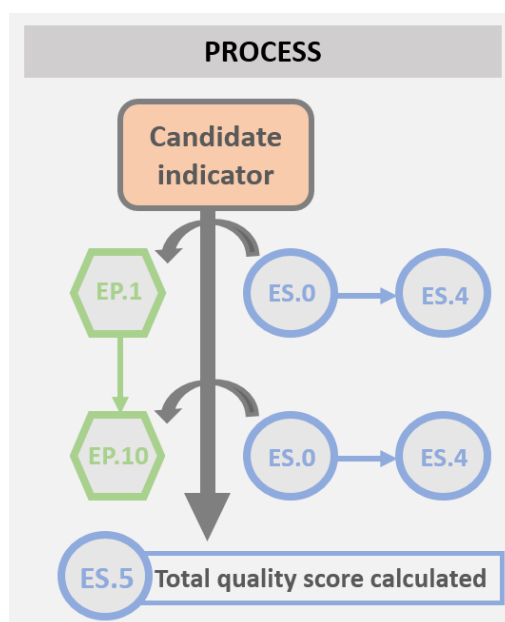 PROCESS
Candidate
indicator
EP.1
ES.0
ES.4
EP.10
ES.0
ES.4
ES.5
Total quality score calculated